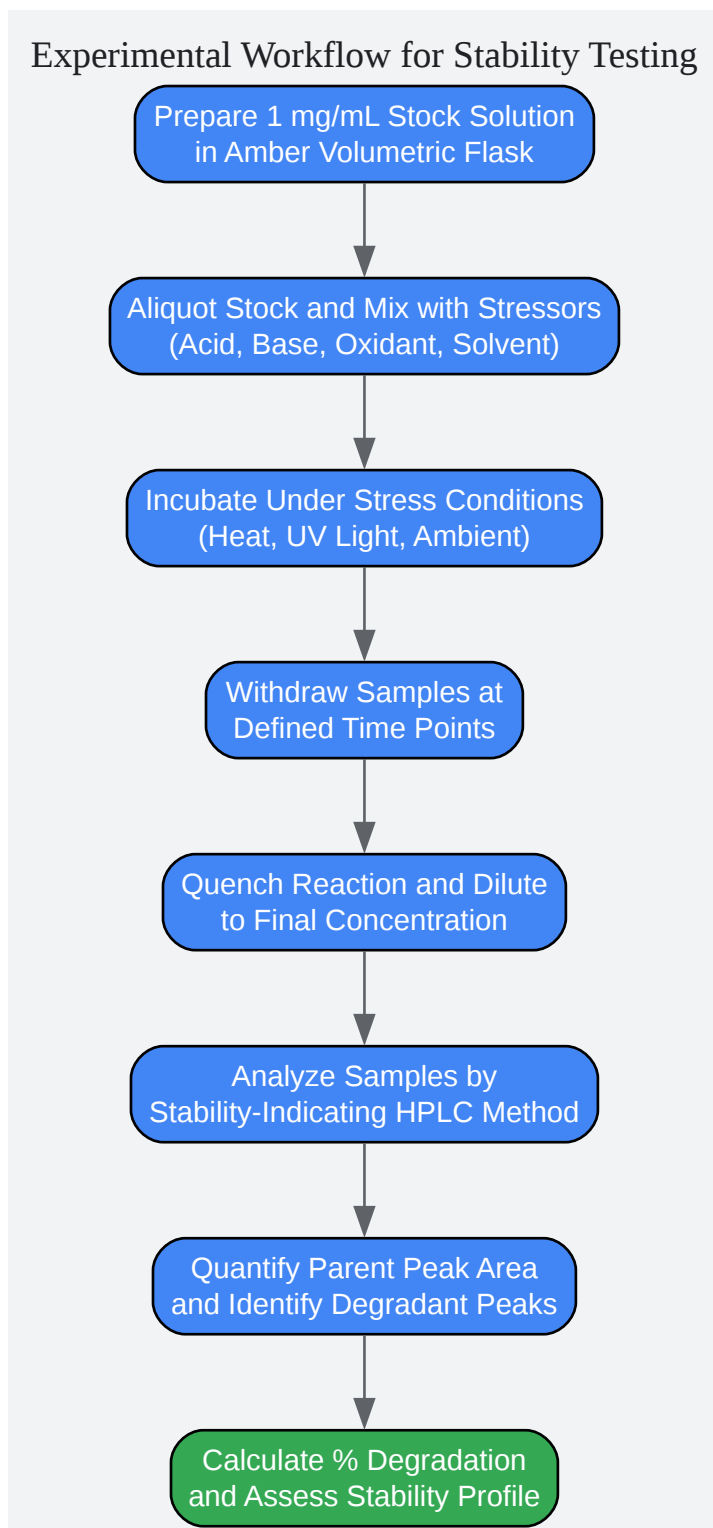 Experimental Workflow for Stability Testing
Prepare 1 mg/mL Stock Solution
in Amber Volumetric Flask
Aliquot Stock and Mix with Stressors
(Acid, Base, Oxidant, Solvent)
Incubate Under Stress Conditions
(Heat, UV Light, Ambient)
Withdraw Samples at
Defined Time Points
Quench Reaction and Dilute
to Final Concentration
Analyze Samples by
Stability-Indicating HPLC Method
Quantify Parent Peak Area
and Identify Degradant Peaks
Calculate % Degradation
and Assess Stability Profile